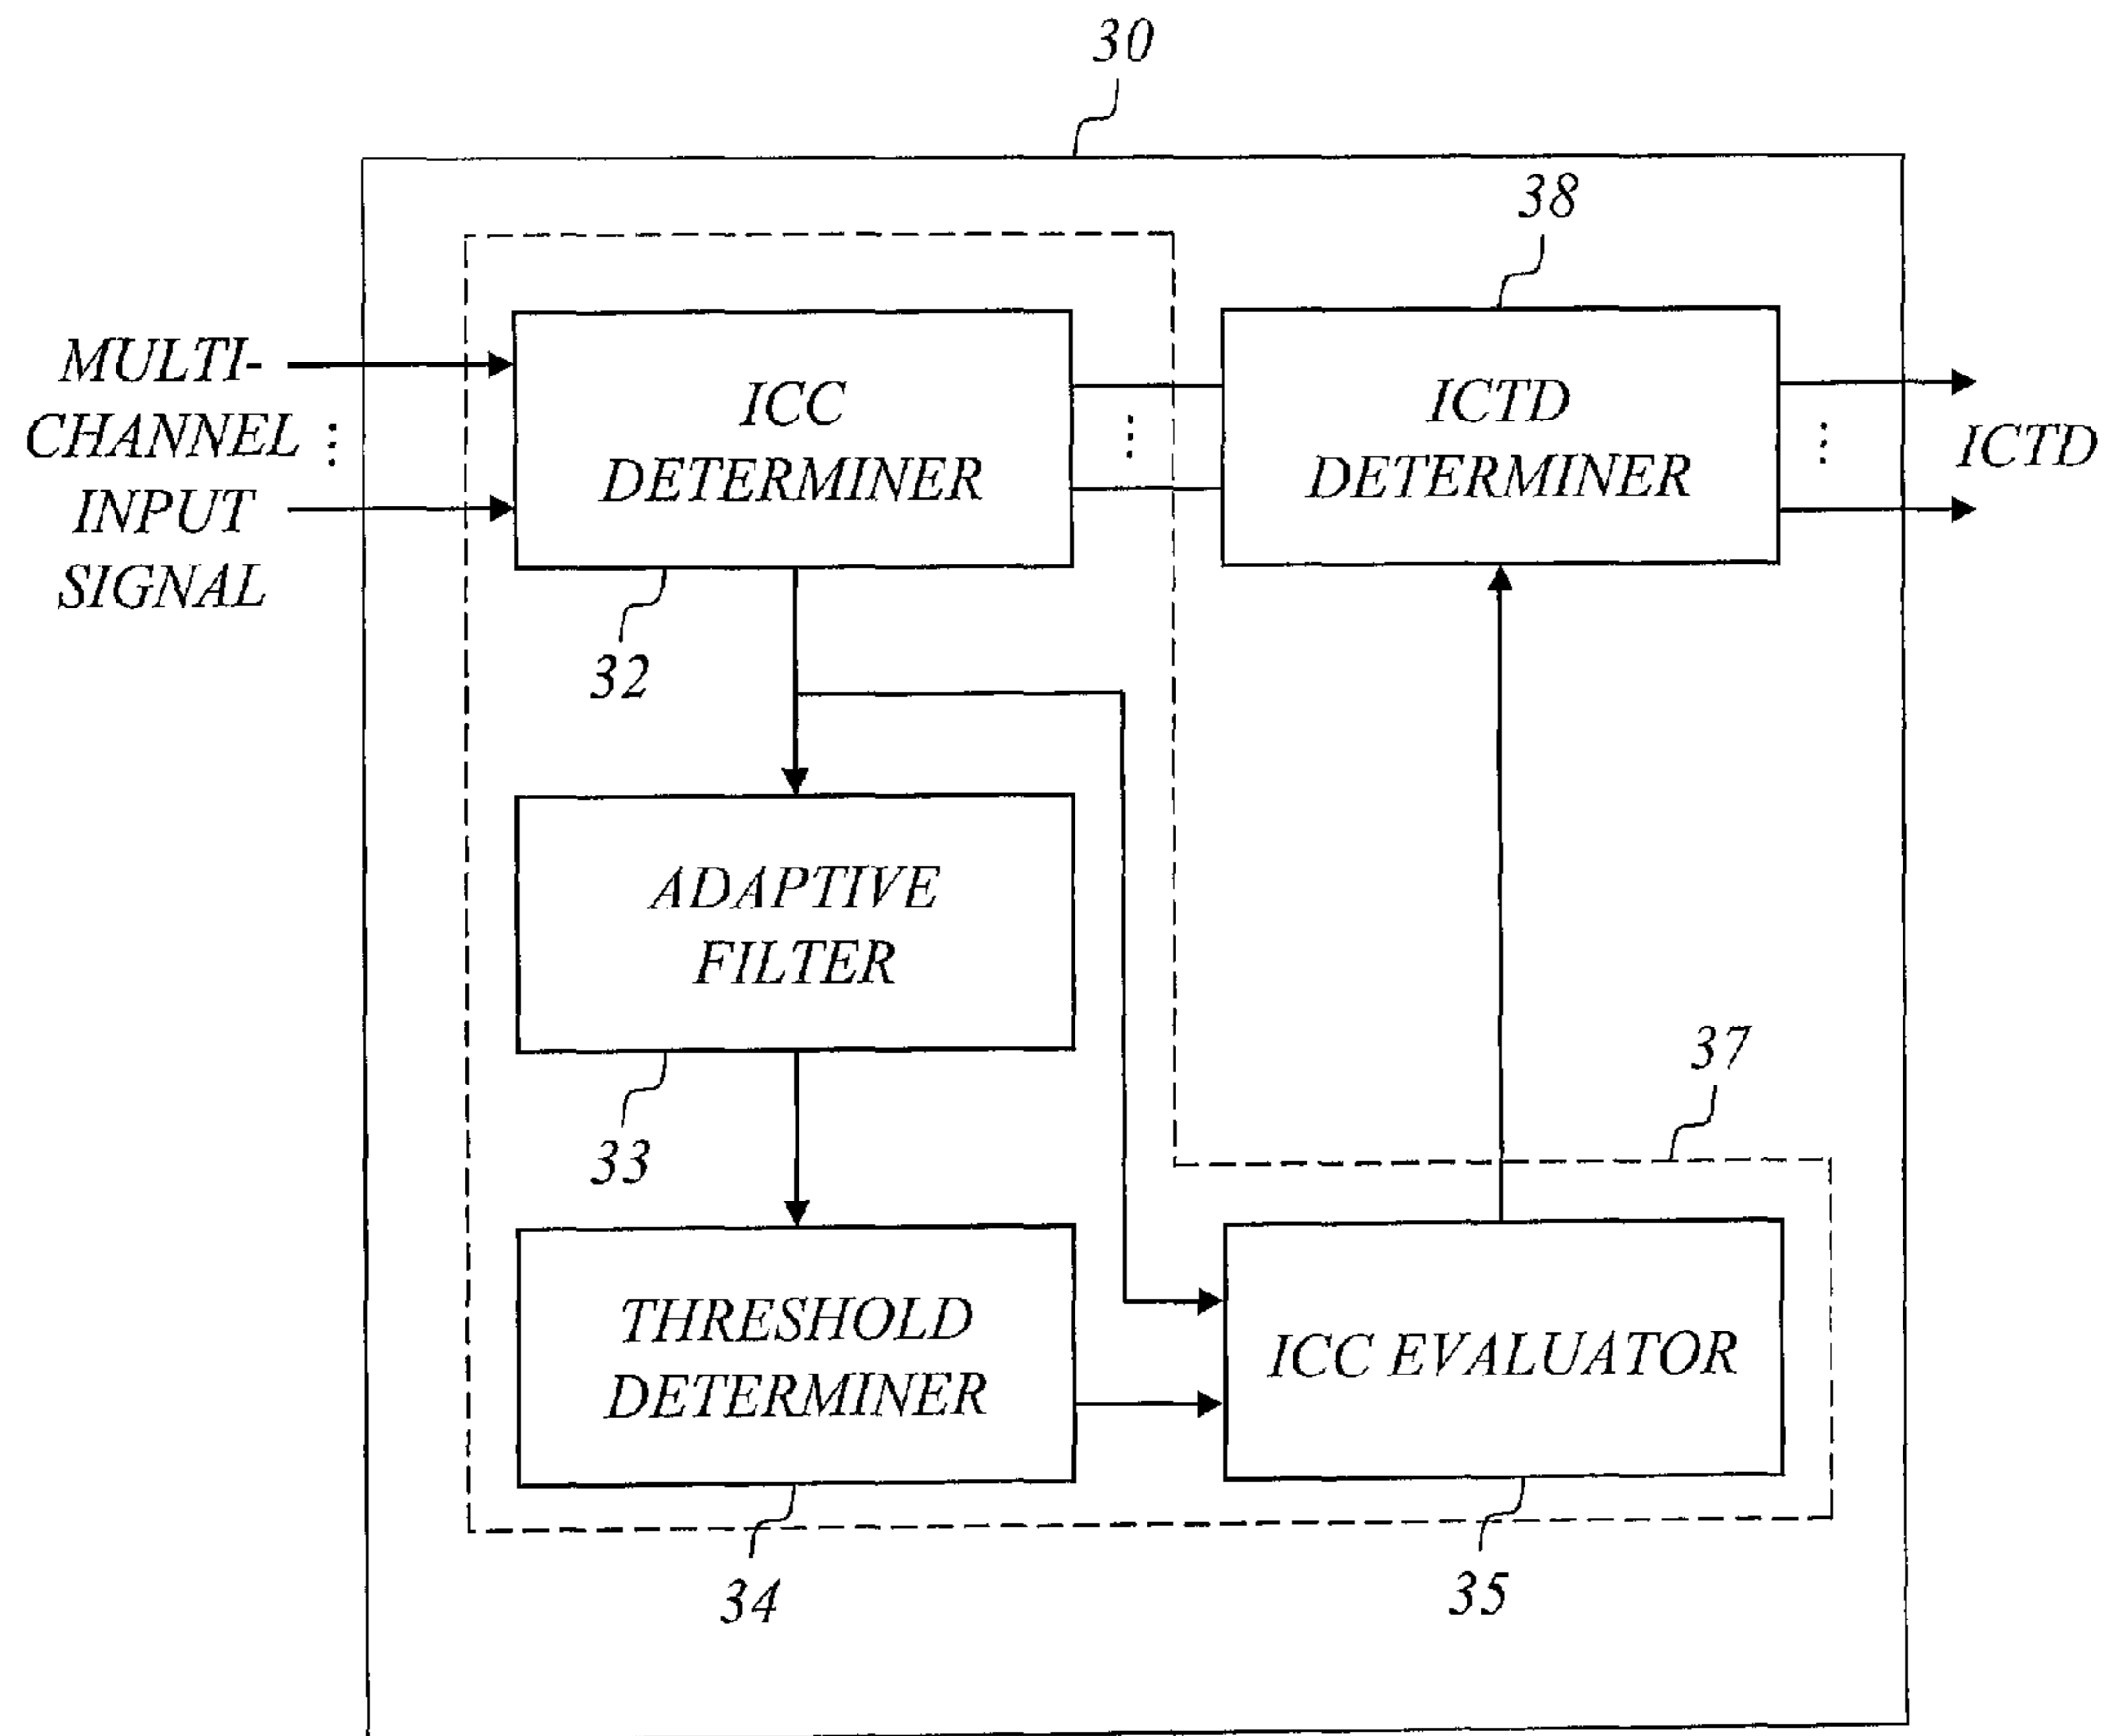 30
38
MULTI-
CHANNEL
INPUT
SIGNAL
ICC
DETERMINER
ICTD
DETERMINER
ICTD
32
ADAPTIVE
FILTER
37
33
THRESHOLD
DETERMINER
ICC EVALUATOR
34
35